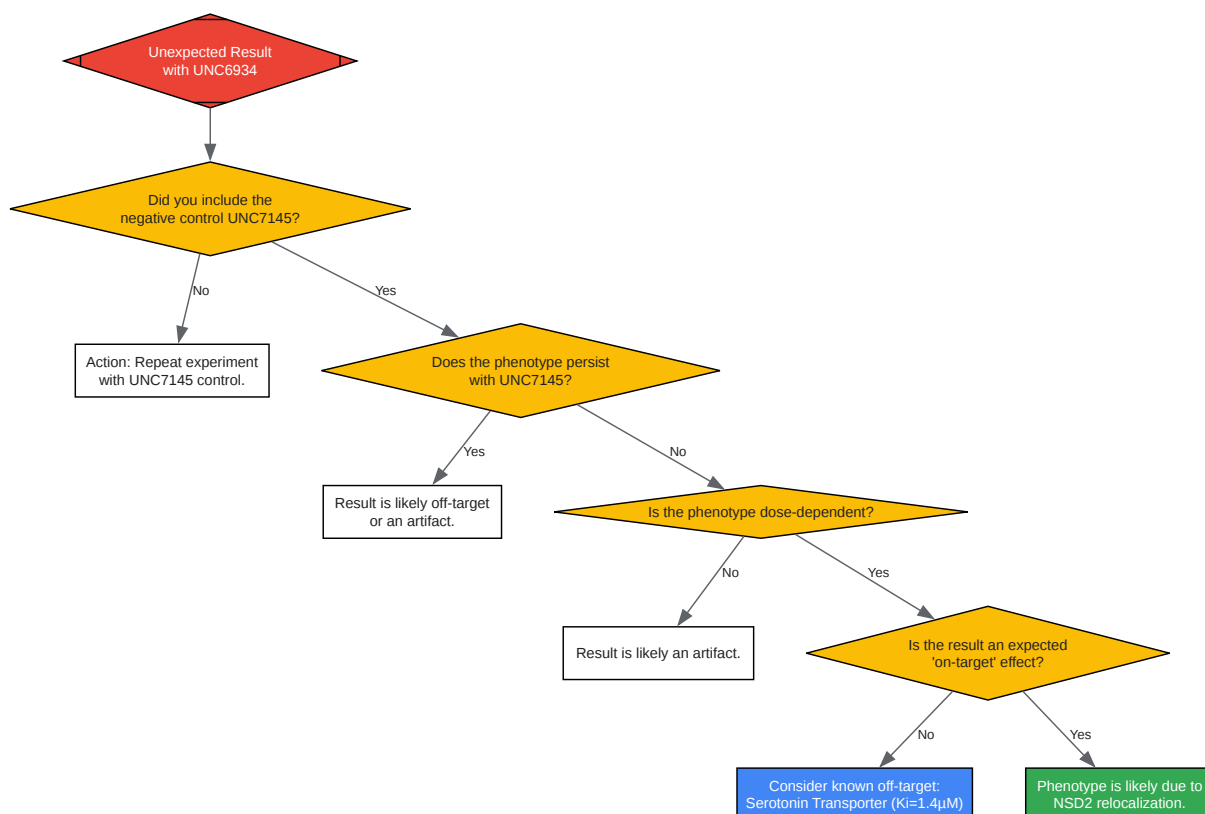 Unexpected Result
with UNC6934
Did you include the
negative control UNC7145?
No
Yes
Action: Repeat experiment
with UNC7145 control.
Does the phenotype persist
with UNC7145?
Yes
No
Result is likely off-target
or an artifact.
Is the phenotype dose-dependent?
No
Yes
Result is likely an artifact.
Is the result an expected
'on-target' effect?
No
Yes
Consider known off-target:
Serotonin Transporter (Ki=1.4µM)
Phenotype is likely due to
NSD2 relocalization.